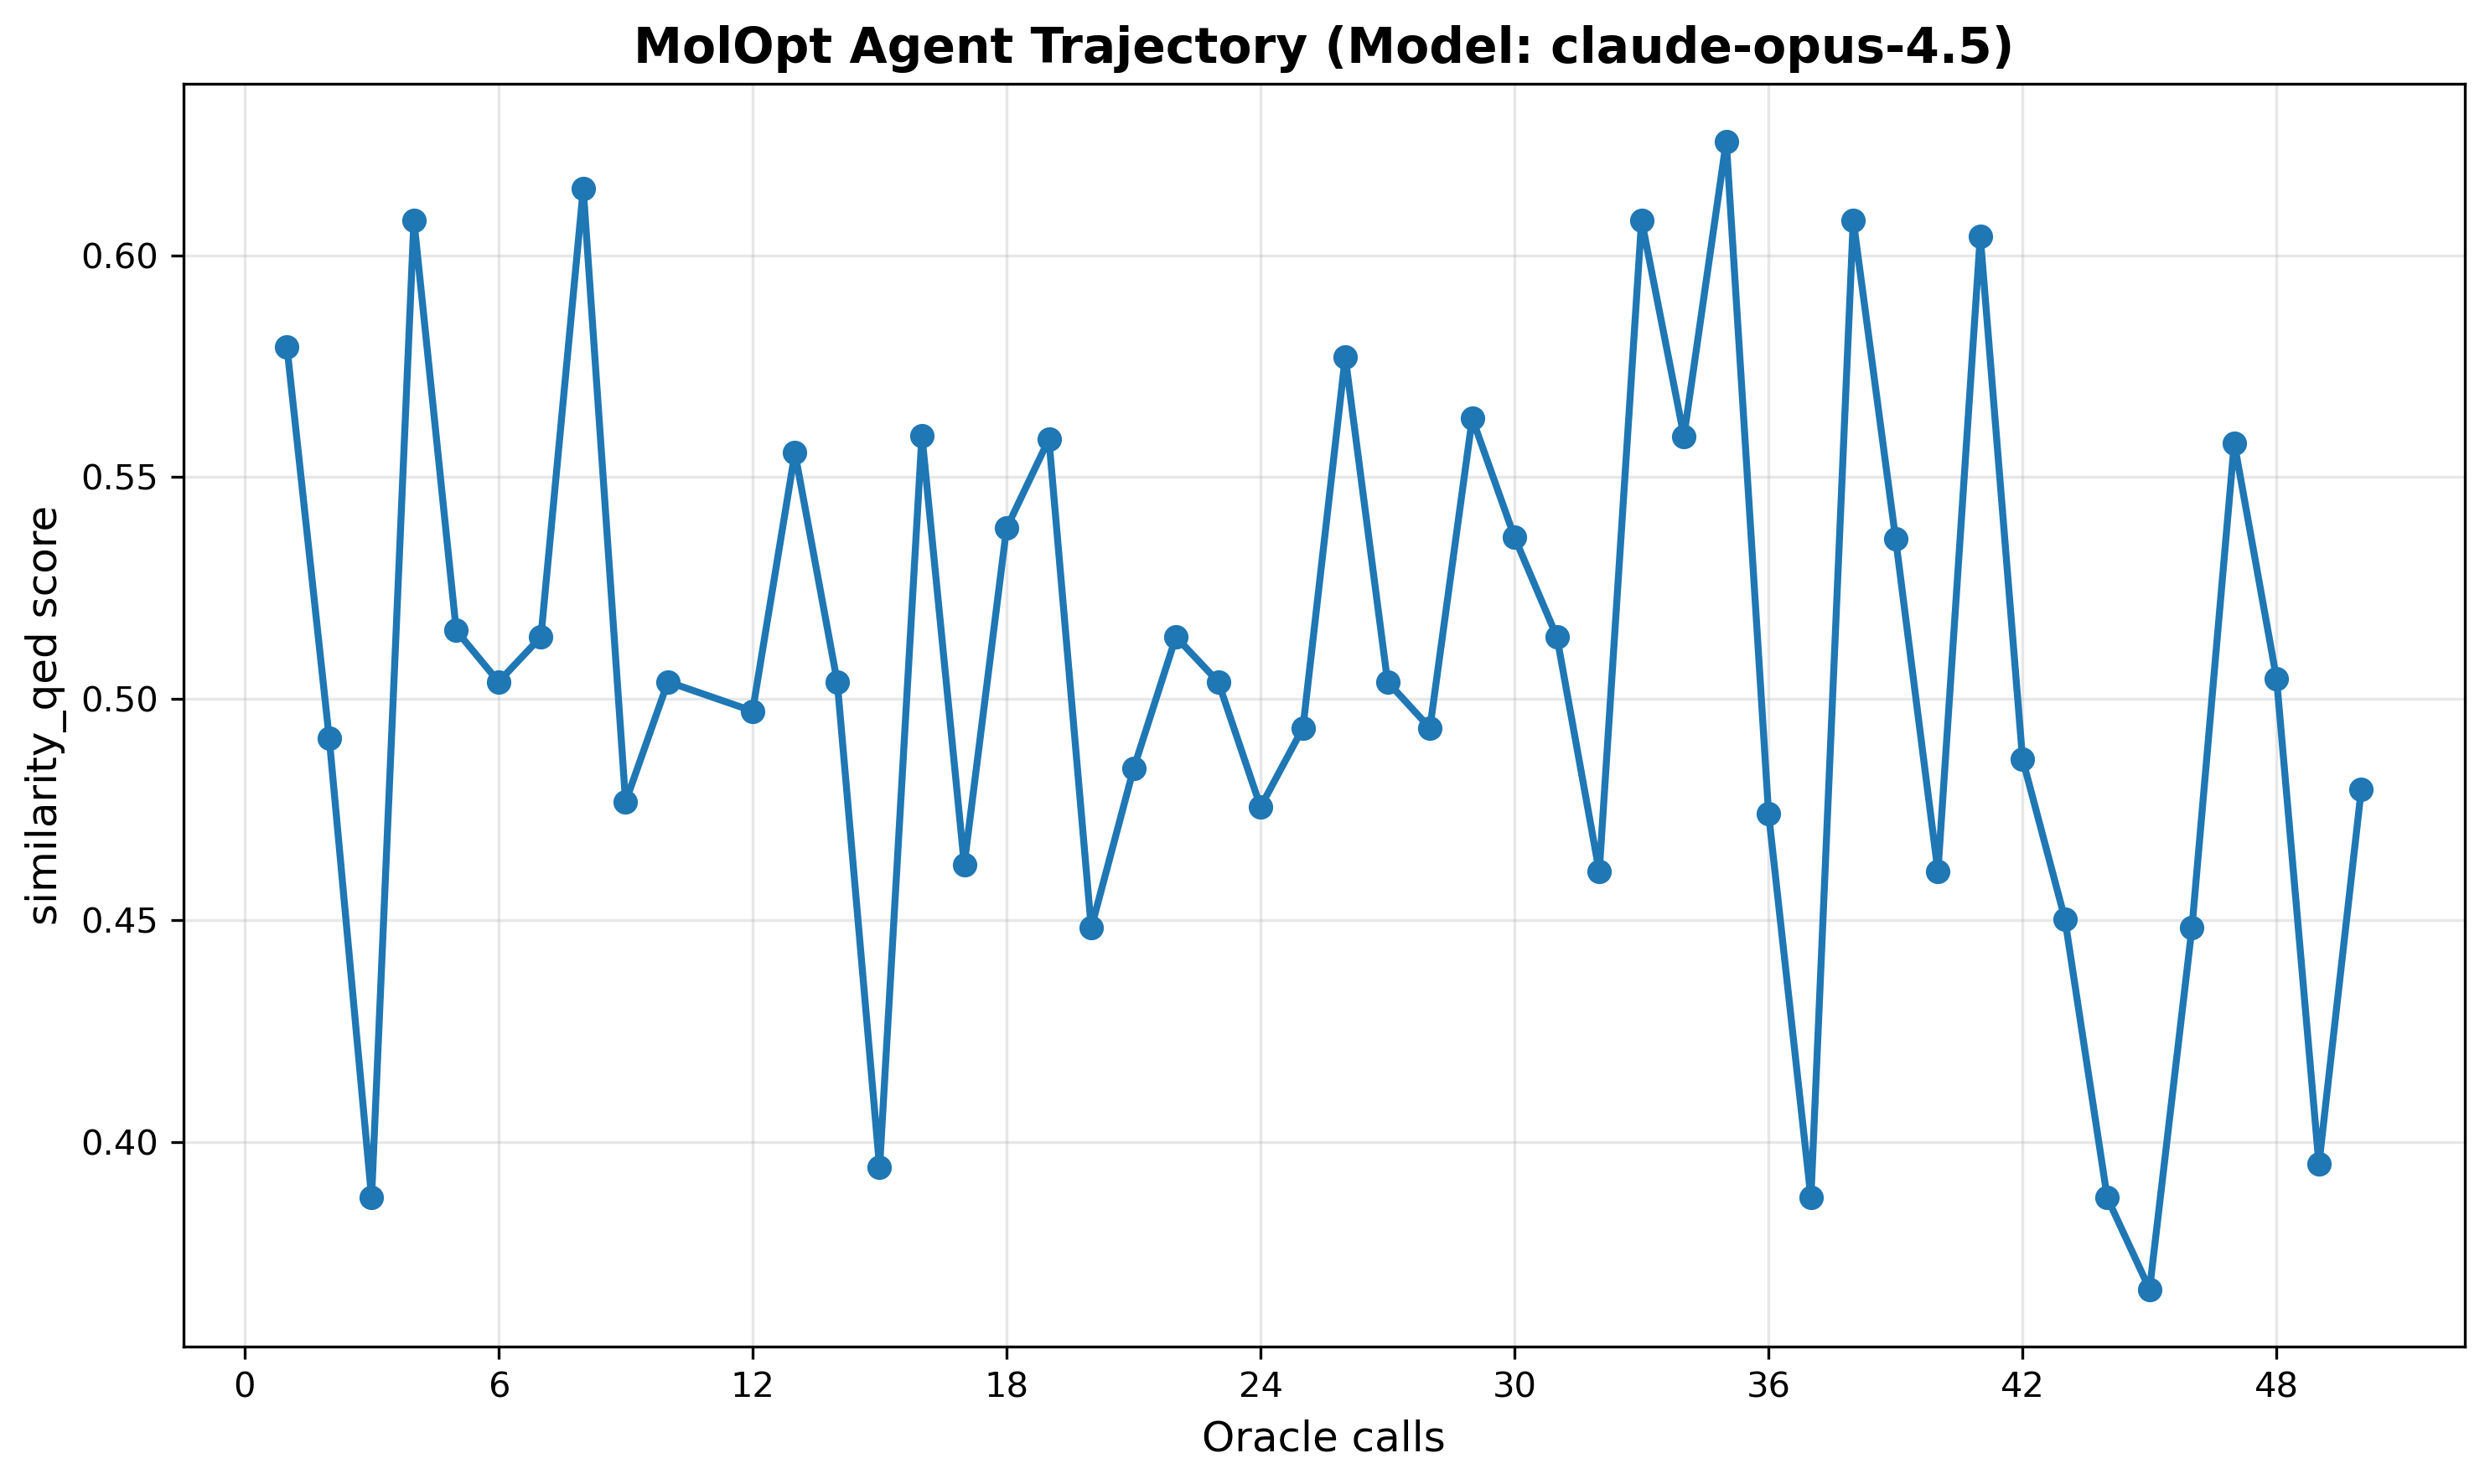 MolOpt Agent Trajectory (Model: claude-opus-4.5)
similarity_qed score
0.60
0.55
0.50
0.45
0.40
0 6 12 18 24 30 36 42 48
Oracle calls